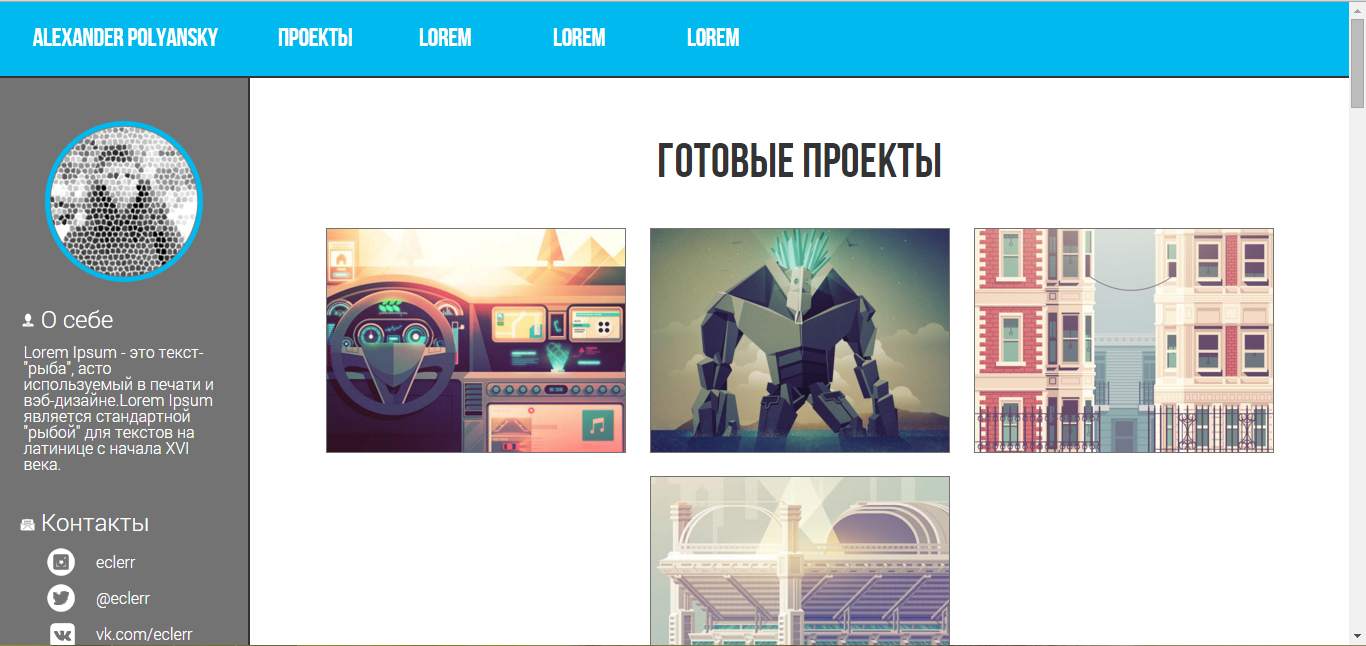 ALEXANDER POLYANSKY ПРОЕКТЫ LOREM LOREM LOREM
ГОТОВЫЕ ПРОЕКТЫ
О себе
Lorem Ipsum - это текст-
"рыба", асто
используемый в печати и
вэб-дизайне.Lorem Ipsum
является стандартной
"рыбой" для текстов на
латинице с начала XVI
века.
Контакты
eclerr
@eclerr
vk.com/eclerr